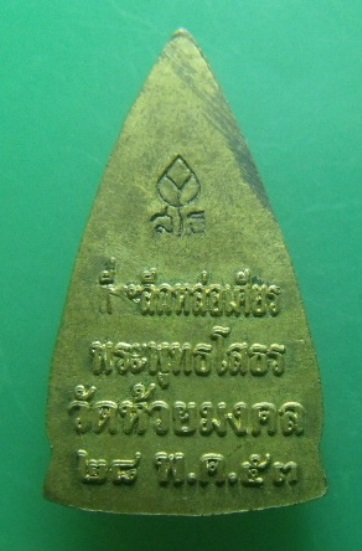 ส ธ
ที่ระลึกหล่อเศียร
พระพุทธโสธร
วัดห้วยมงคล
๒๘ พ.ค.๕๓